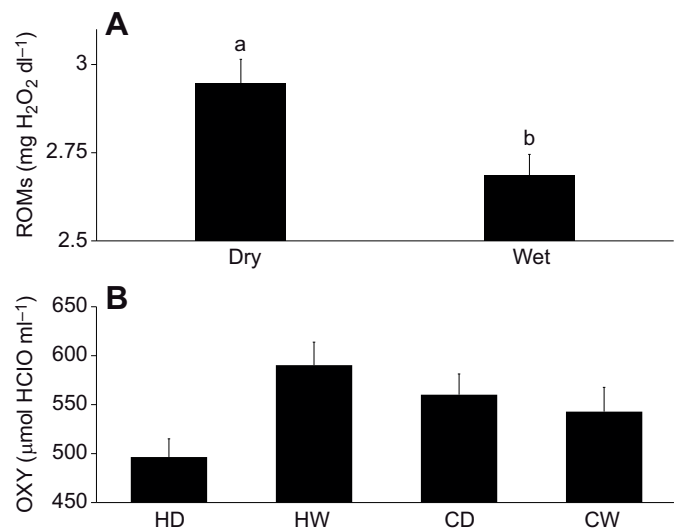 A
a
b
3
2.75
2.5
ROMs (mg H₂O₂ dl⁻¹)
Dry Wet
B
650
600
550
500
450
OXY (µmol HClO ml⁻¹)
HD HW CD CW